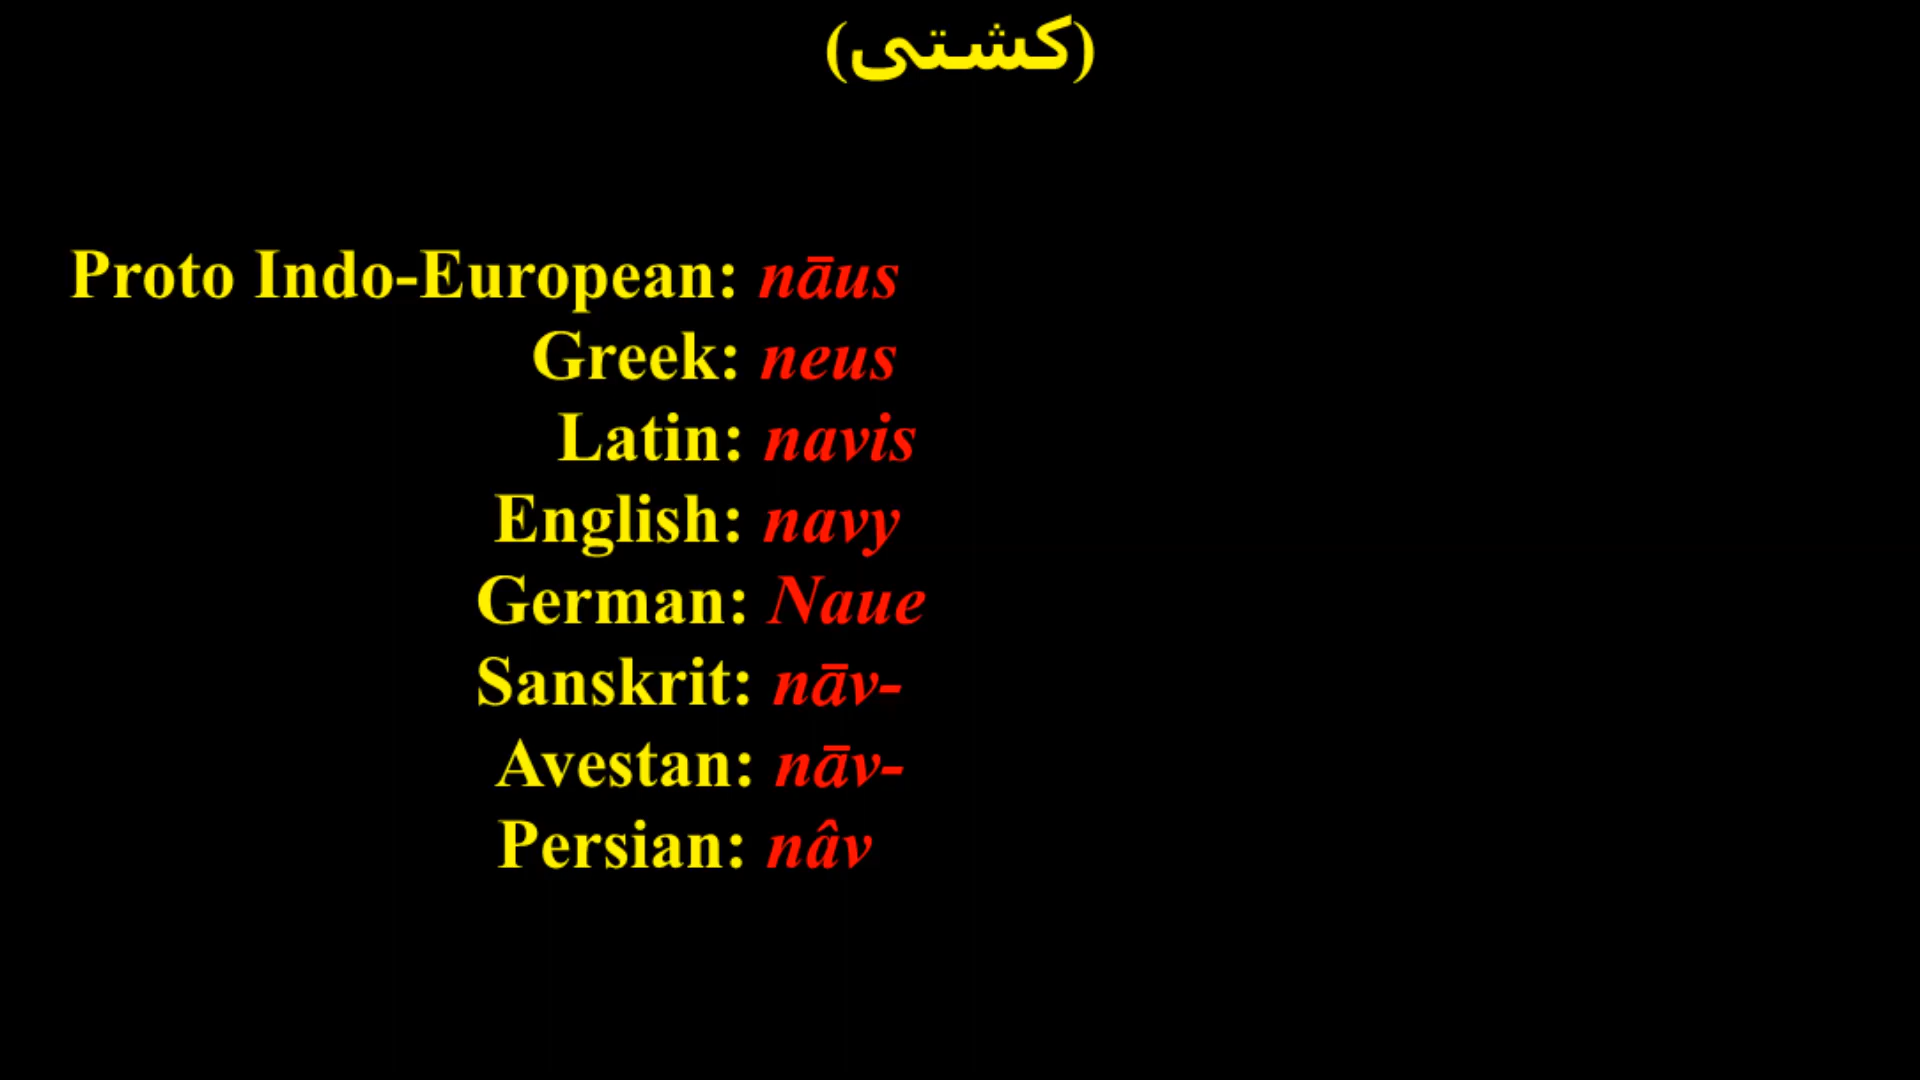 (کشتی)
Proto Indo-European: nāus
Greek: neus
Latin: navis
English: navy
German: Naue
Sanskrit: nāv-
Avestan: nāv-
Persian: nâv